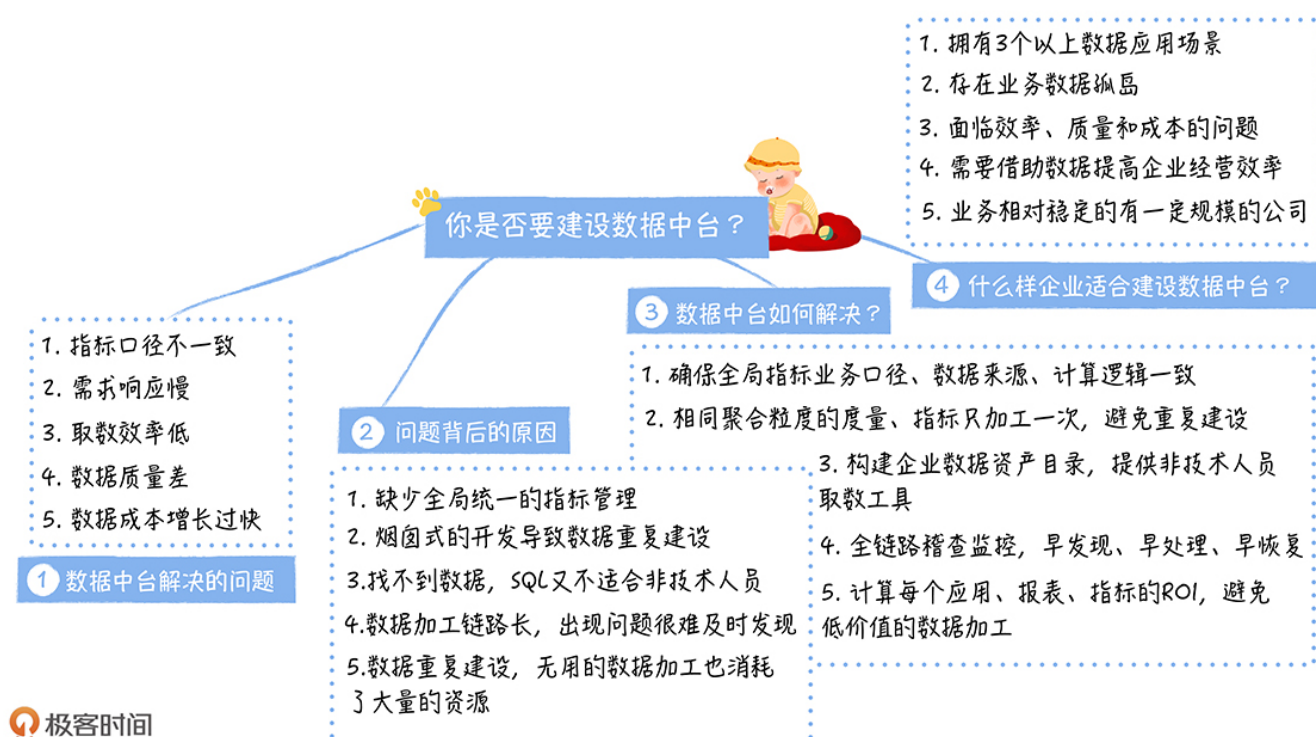 你是否要建设数据中台？
1. 指标口径不一致
2. 需求响应慢
3. 取数效率低
4. 数据质量差
5. 数据成本增长过快
1 数据中台解决的问题
2 问题背后的原因
1. 缺少全局统一的指标管理
2. 烟囱式的开发导致数据重复建设
3.找不到数据，SQL又不适合非技术人员
4.数据加工链路长，出现问题很难及时发现
5.数据重复建设，无用的数据加工也消耗
了大量的资源
3 数据中台如何解决？
1. 确保全局指标业务口径、数据来源、计算逻辑一致
2. 相同聚合粒度的度量、指标只加工一次，避免重复建设
3. 构建企业数据资产目录，提供非技术人员
取数工具
4. 全链路稽查监控，早发现、早处理、早恢复
5. 计算每个应用、报表、指标的ROI，避免
低价值的数据加工
1. 拥有3个以上数据应用场景
2. 存在业务数据孤岛
3. 面临效率、质量和成本的问题
4. 需要借助数据提高企业经营效率
5. 业务相对稳定的有一定规模的公司
4 什么样企业适合建设数据中台？
极客时间